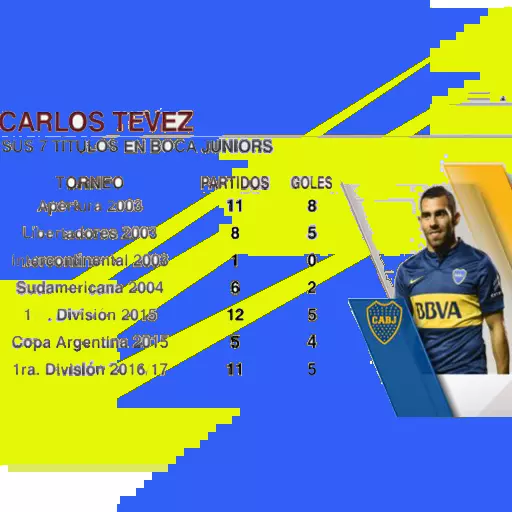 CARLOS TEVEZ
SUS 7 TITULOS EN BOCA JUNIORS
TORNEO PARTIDOS GOLES
Apertura 2003 11 8
Libertadores 2003 8 5
Intercontinental 2003 1 0
Sudamericana 2004 6 2
1 . División 2015 12 5
Copa Argentina 2015 5 4
1ra. División 2016/17 11 5
BBVA
CABJ